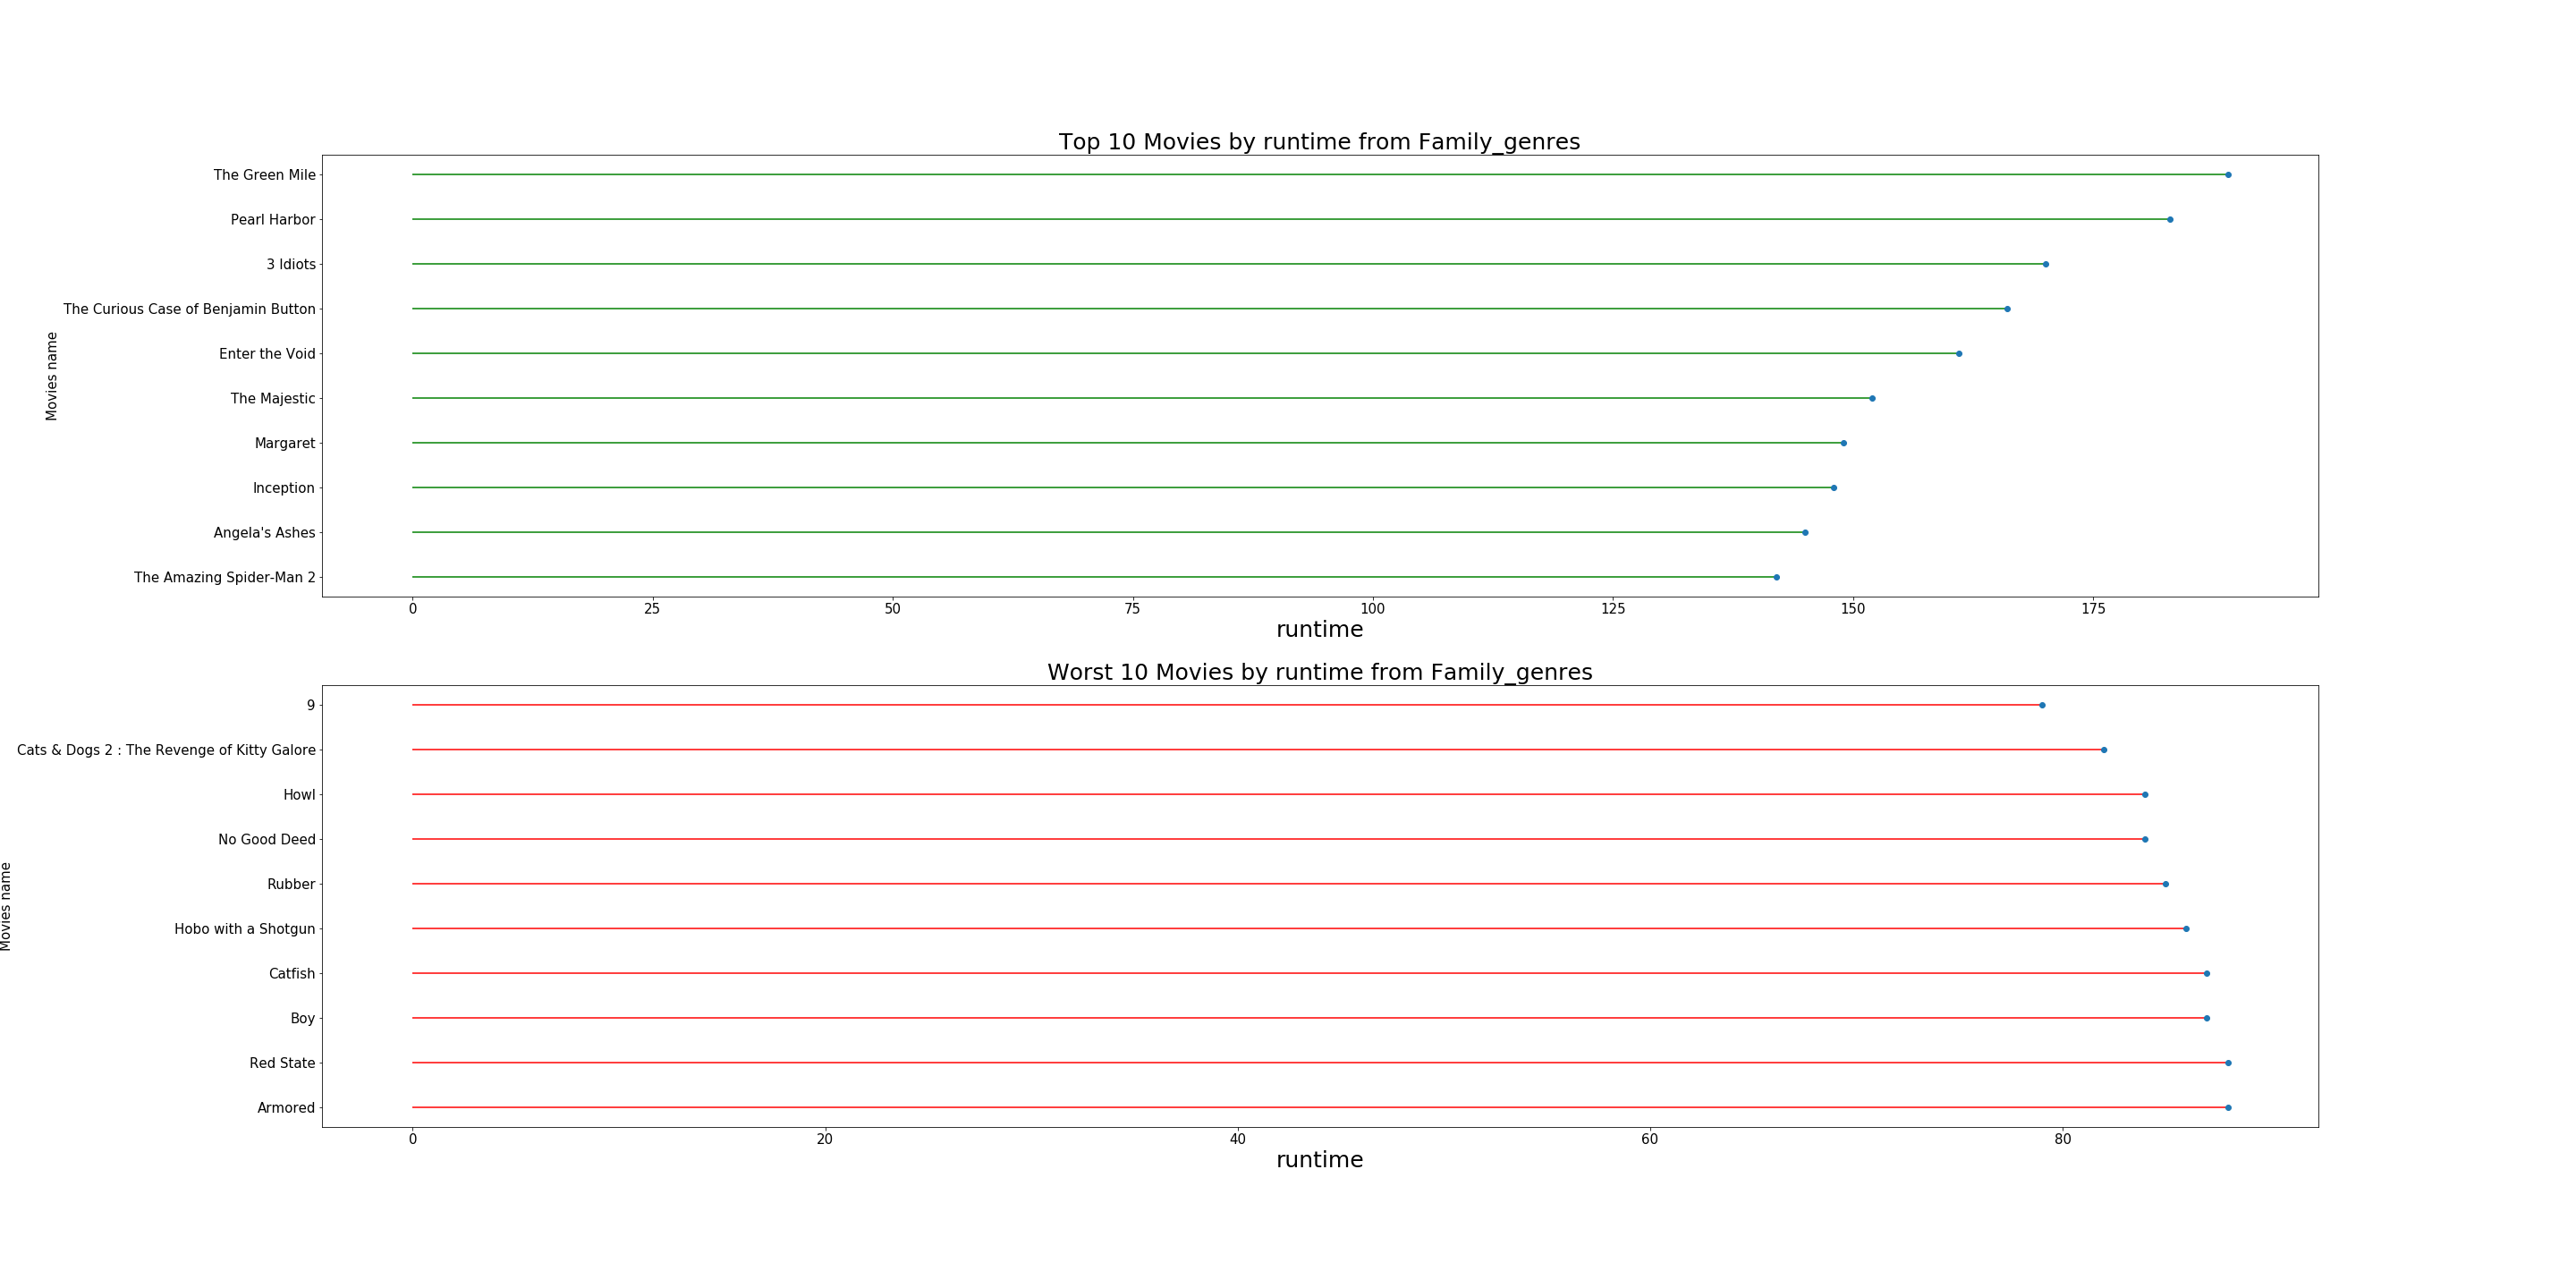 Top 10 Movies by runtime from Family_genres
Movies name
The Green Mile
Pearl Harbor
3 Idiots
The Curious Case of Benjamin Button
Enter the Void
The Majestic
Margaret
Inception
Angela's Ashes
The Amazing Spider-Man 2
0 25 50 75 100 125 150 175
runtime
Worst 10 Movies by runtime from Family_genres
Movies name
9
Cats & Dogs 2 : The Revenge of Kitty Galore
Howl
No Good Deed
Rubber
Hobo with a Shotgun
Catfish
Boy
Red State
Armored
0 20 40 60 80
runtime